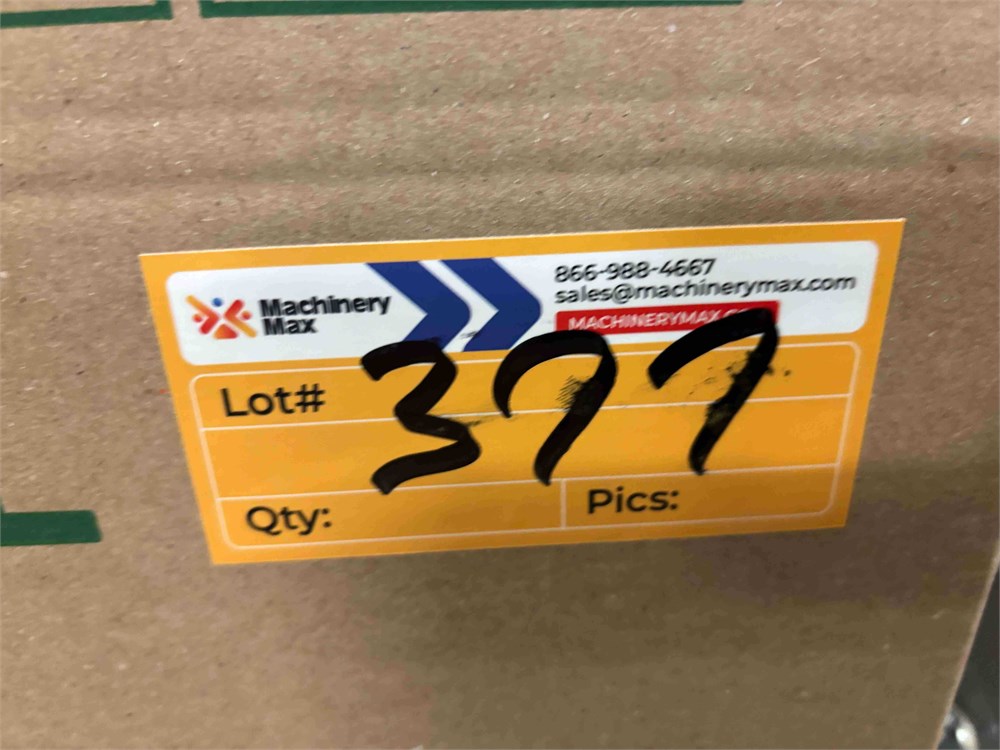 Machinery
Max
866-988-4667
sales@machinerymax.com
Lot# 377
Qty:
Pics: